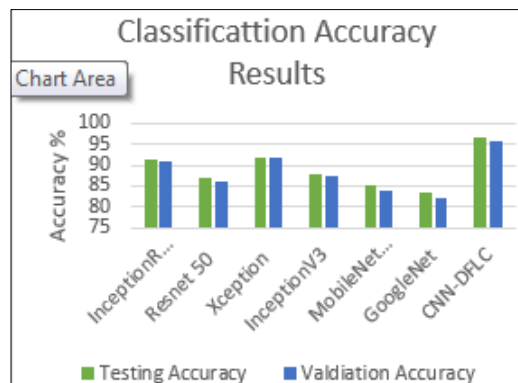 Classificattion Accuracy
Results
Chart Area
Accuracy %
100
95
90
85
80
75
InceptionR...
Resnet 50
Xception
InceptionV3
MobileNet...
GoogleNet
CNN-DFLC
Testing Accuracy
Valdiation Accuracy